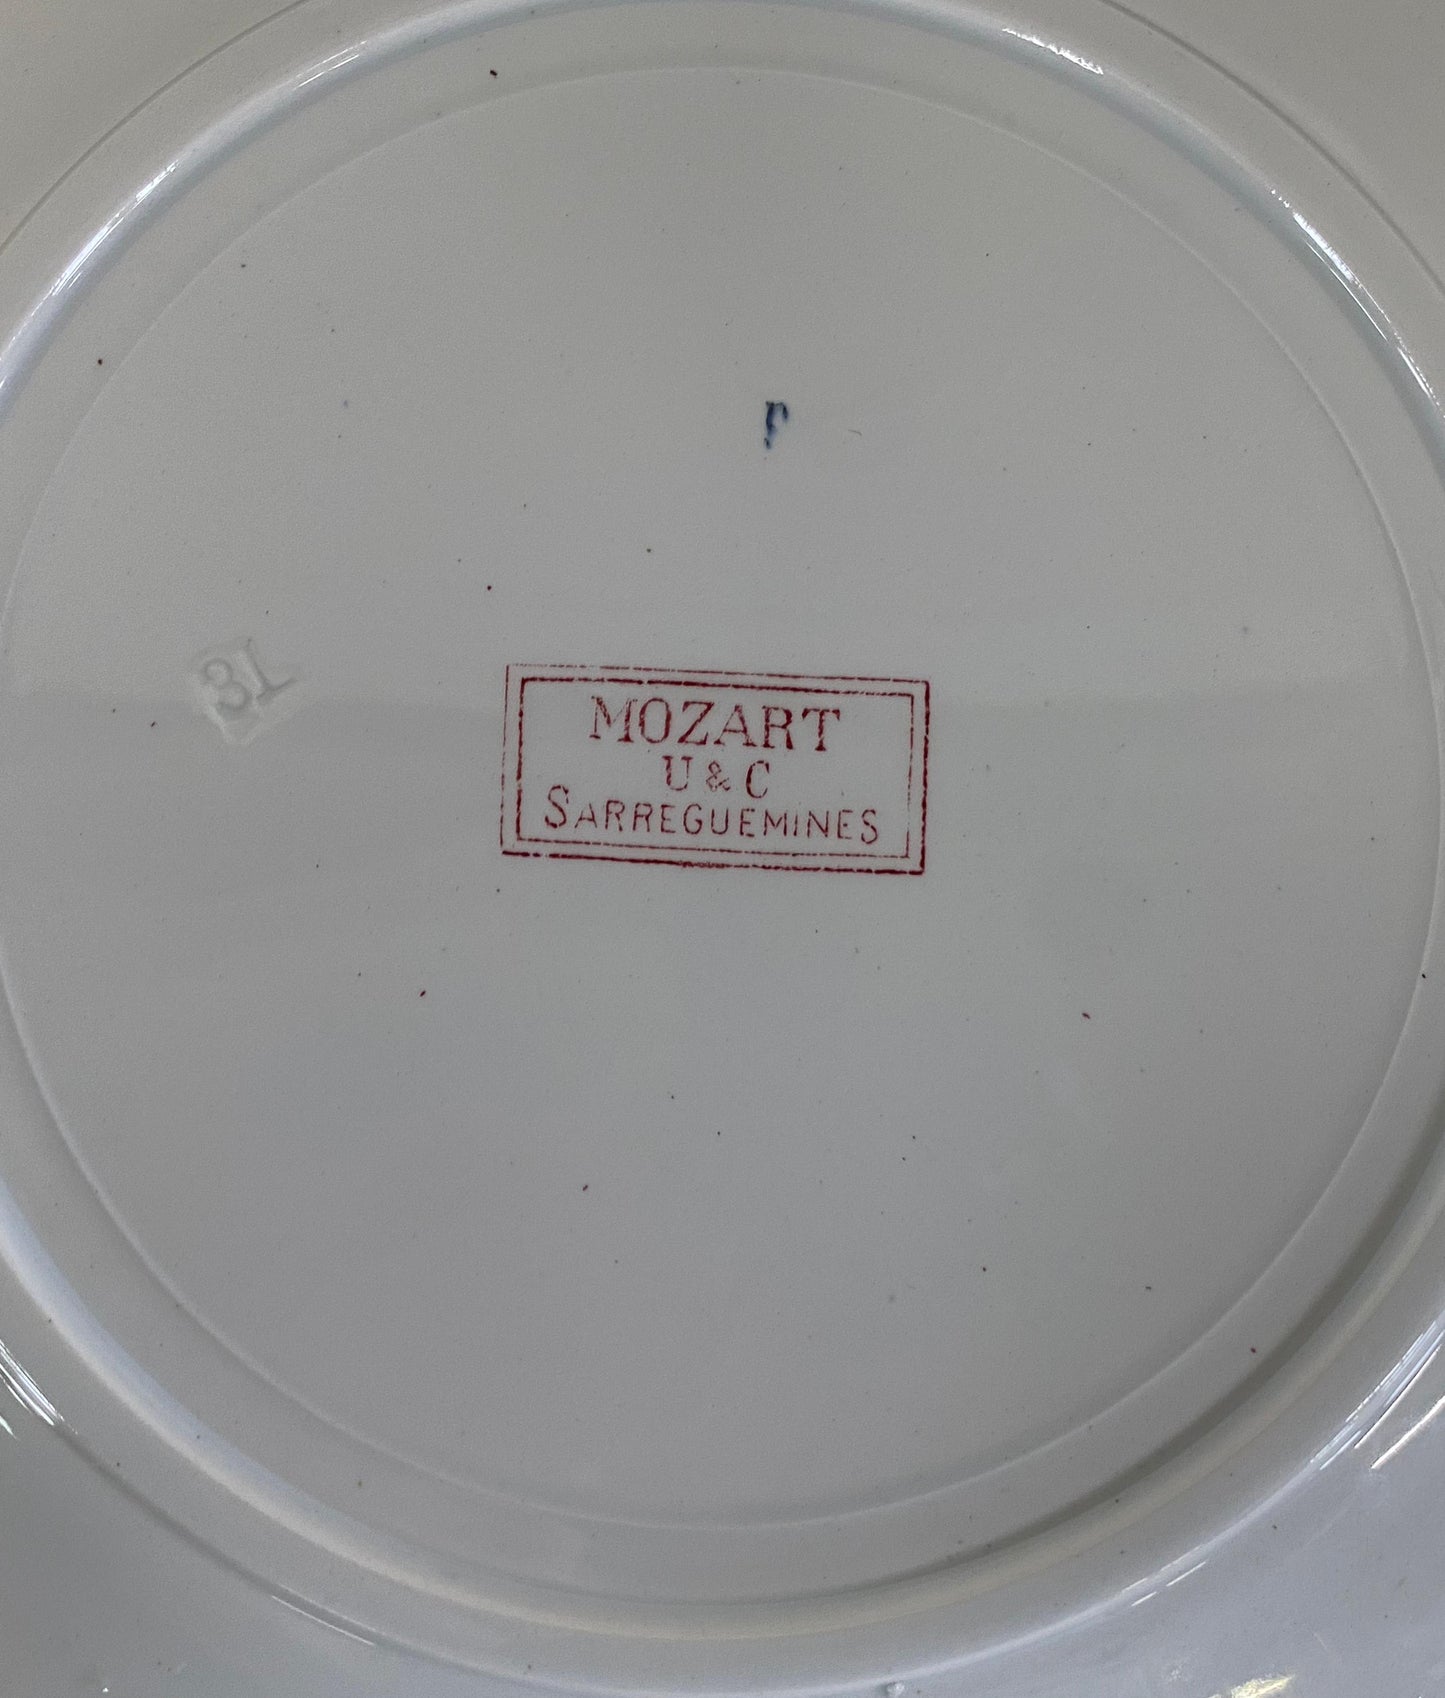 MOZART
U & C
SARREGUEMINES